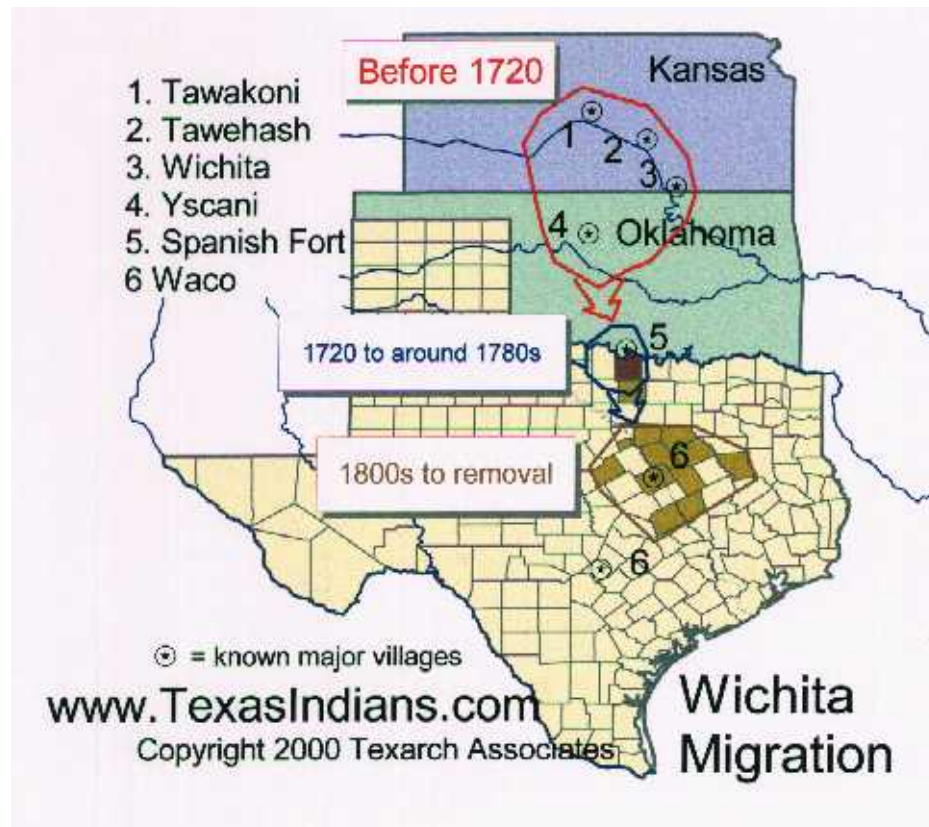 Before 1720
Kansas
1. Tawakoni
2. Tawehash
3. Wichita
4. Yscani
5. Spanish Fort
6 Waco
1
2
3
4
Oklahoma
1720 to around 1780s
5
1800s to removal
6
6
= known major villages
www.TexasIndians.com
Copyright 2000 Texarch Associates
Wichita
Migration